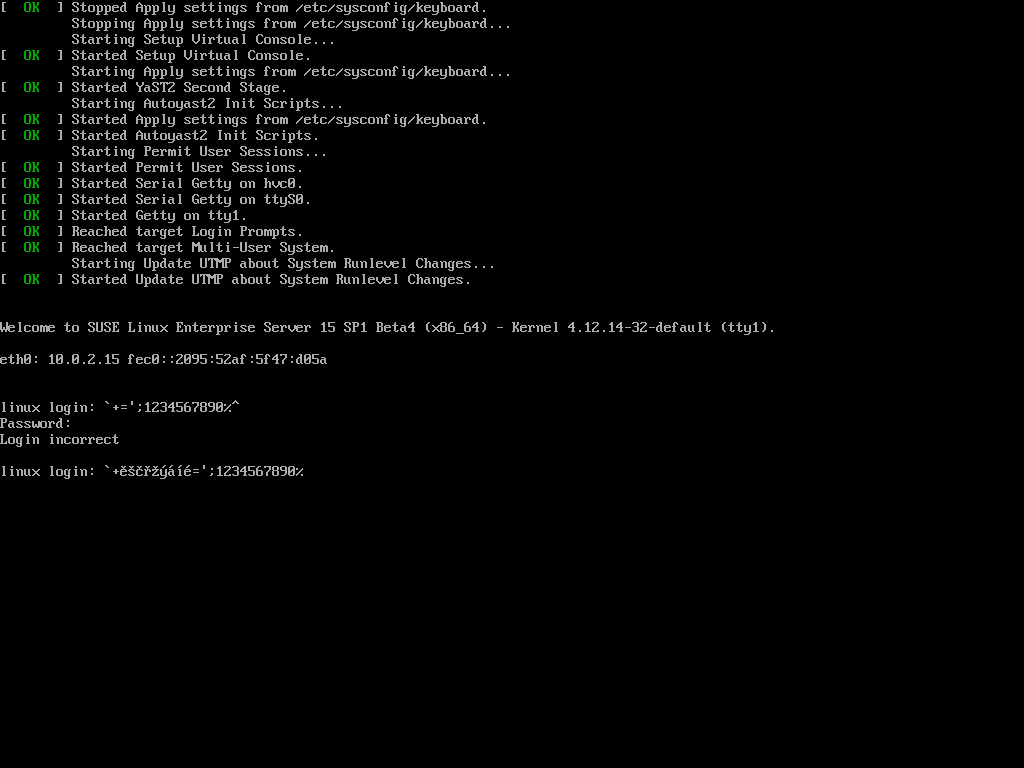 [  OK  ] Stopped Apply settings from /etc/sysconfig/keyboard.
         Stopping Apply settings from /etc/sysconfig/keyboard...
         Starting Setup Virtual Console...
[  OK  ] Started Setup Virtual Console.
         Starting Apply settings from /etc/sysconfig/keyboard...
[  OK  ] Started YaST2 Second Stage.
         Starting Autoyast2 Init Scripts...
[  OK  ] Started Apply settings from /etc/sysconfig/keyboard.
[  OK  ] Started Autoyast2 Init Scripts.
         Starting Permit User Sessions...
[  OK  ] Started Permit User Sessions.
[  OK  ] Started Serial Getty on hvc0.
[  OK  ] Started Serial Getty on ttyS0.
[  OK  ] Started Getty on tty1.
[  OK  ] Reached target Login Prompts.
[  OK  ] Reached target Multi-User System.
         Starting Update UTMP about System Runlevel Changes...
[  OK  ] Started Update UTMP about System Runlevel Changes.
Welcome to SUSE Linux Enterprise Server 15 SP1 Beta4 (x86_64) - Kernel 4.12.14-32-default (tty1).
eth0: 10.0.2.15 fec0::2095:52af:5f47:d05a
linux login: `+=';1234567890%^
Password:
Login incorrect
linux login: `+ěščřžýáíé=';1234567890%